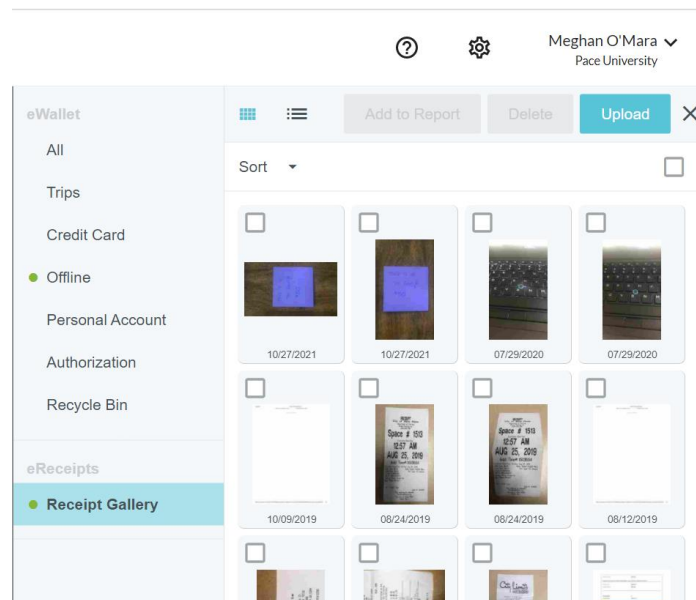 Meghan O'Mara
Pace University
eWallet
All
Trips
Credit Card
Offline
Personal Account
Authorization
Recycle Bin
eReceipts
Receipt Gallery
Add to Report
Delete
Upload
Sort
10/27/2021
10/27/2021
07/29/2020
07/29/2020
Space # 1513
12:57 AM
AUG 25, 2019
Space # 1513
12:57 AM
AUG 25, 2019
10/09/2019
08/24/2019
08/24/2019
08/12/2019